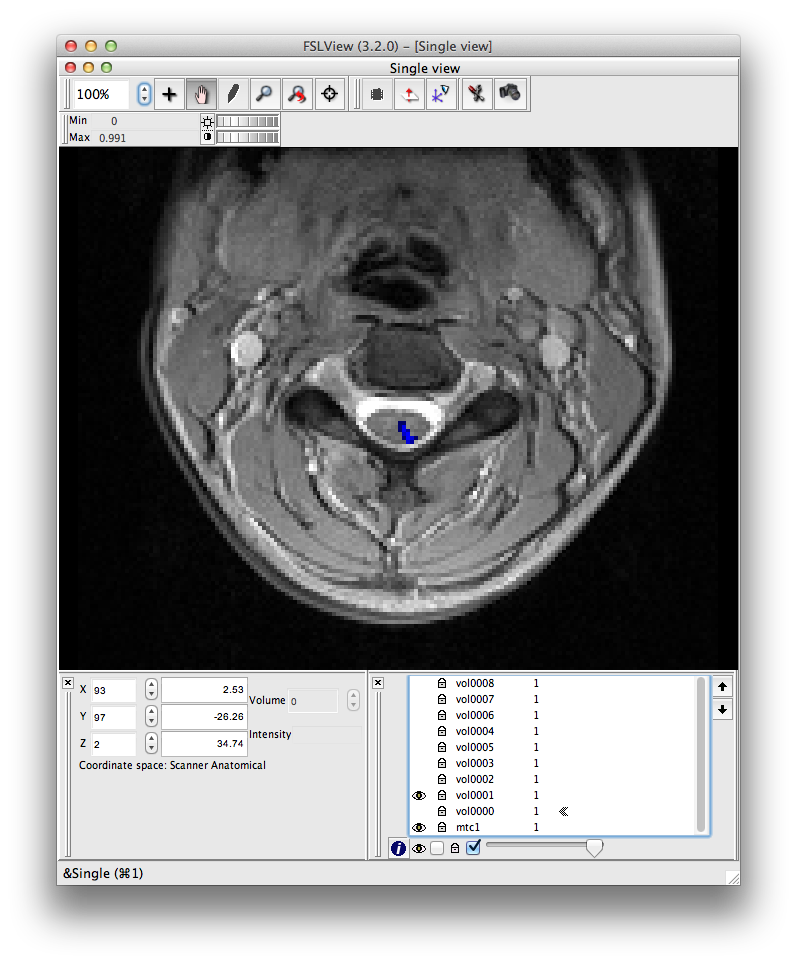 FSLView (3.2.0) – [Single view]
Single view
100%
Min 0
Max 0.991
X 93 2.53
Y 97 -26.26
Z 2 34.74
Volume 0
Intensity
Coordinate space: Scanner Anatomical
vol0008 1
vol0007 1
vol0006 1
vol0004 1
vol0005 1
vol0003 1
vol0002 1
vol0001 1
vol0000 1
mtc1 1
&Single (⌘1)